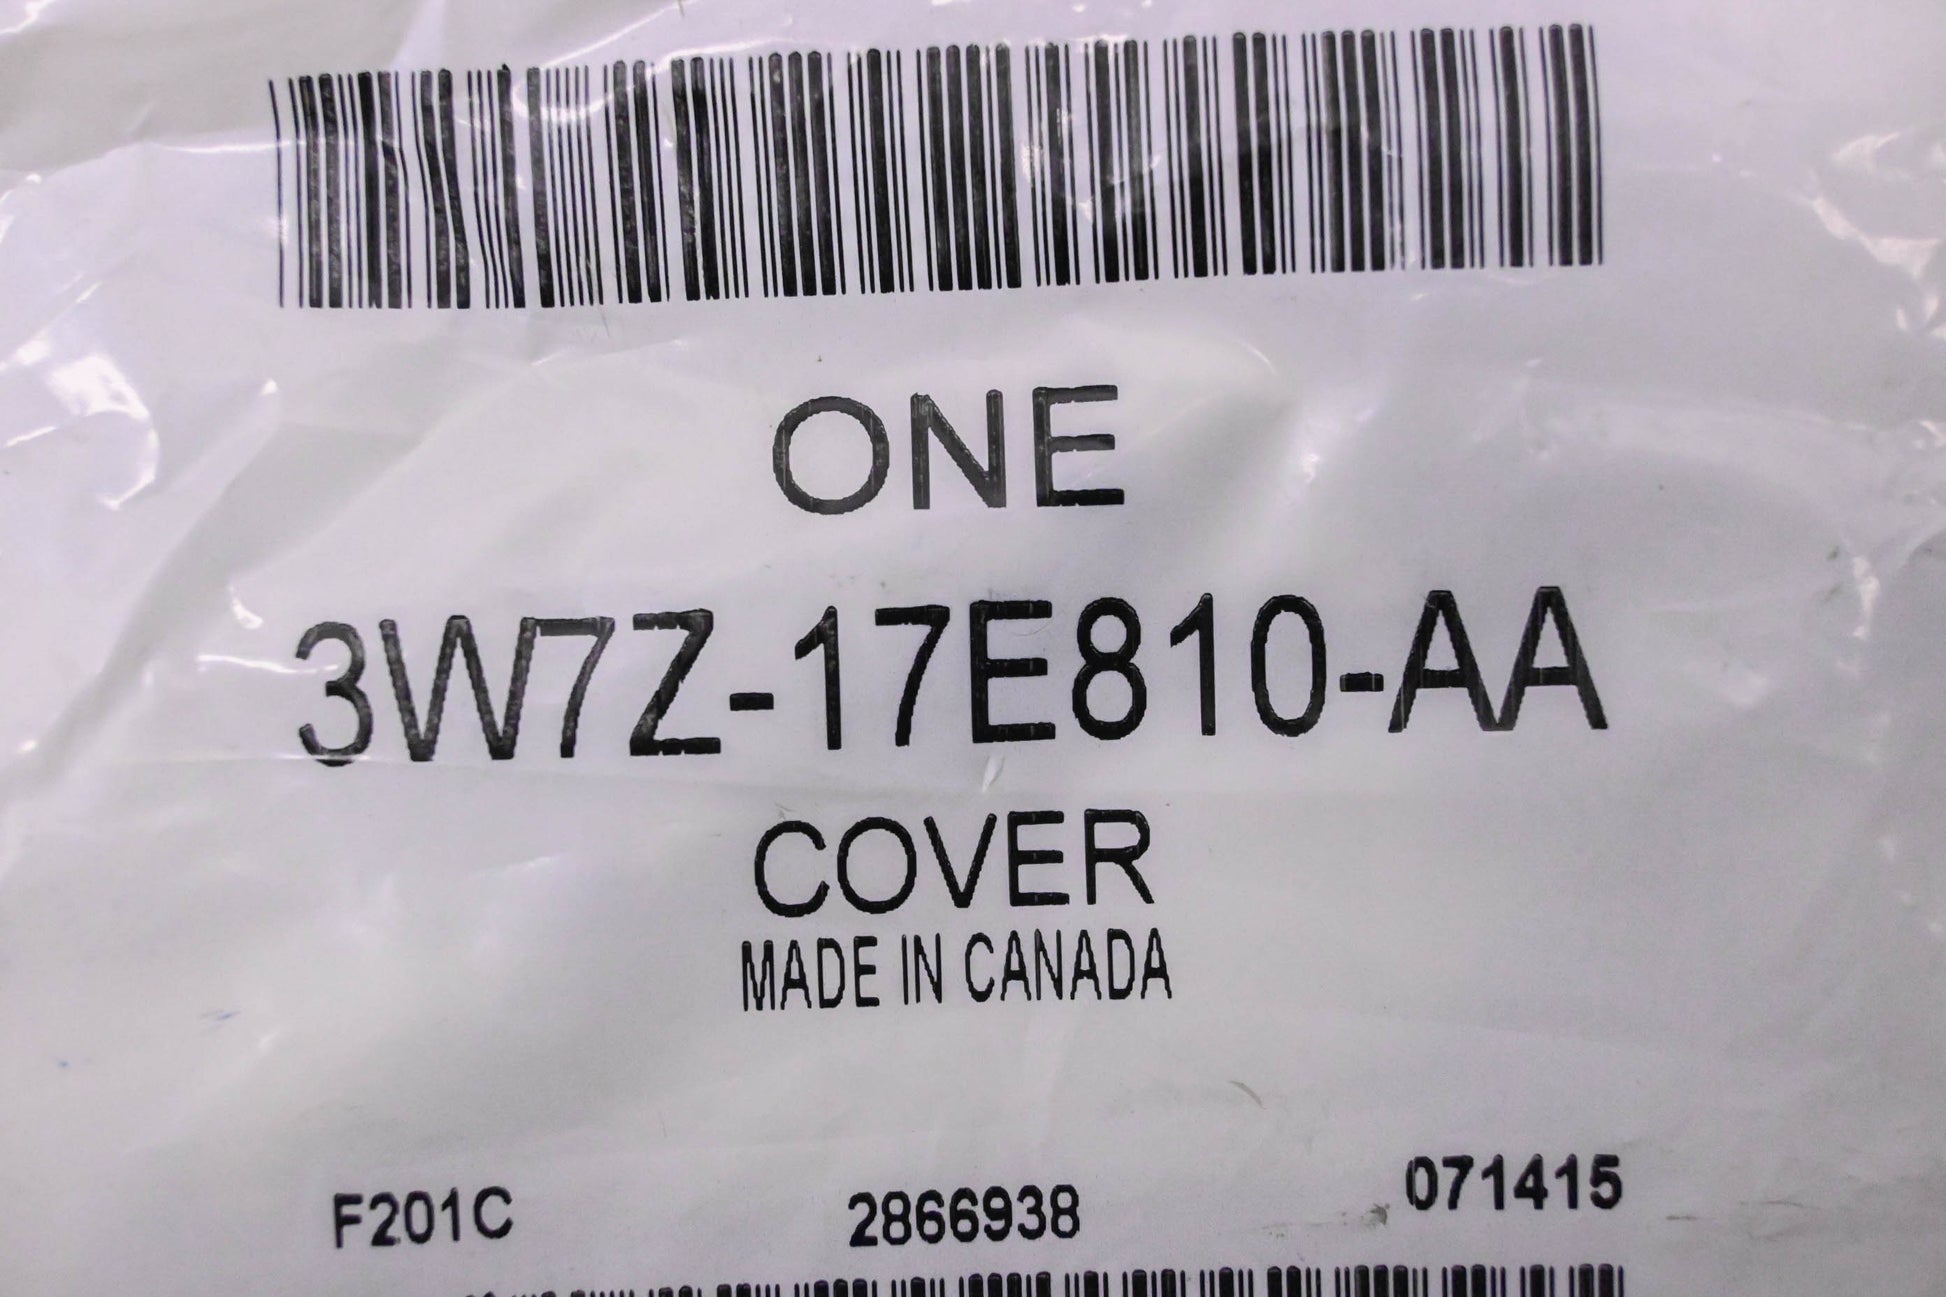 ONE
3W7Z-17E810-AA
COVER
MADE IN CANADA
F201C 2866938 071415